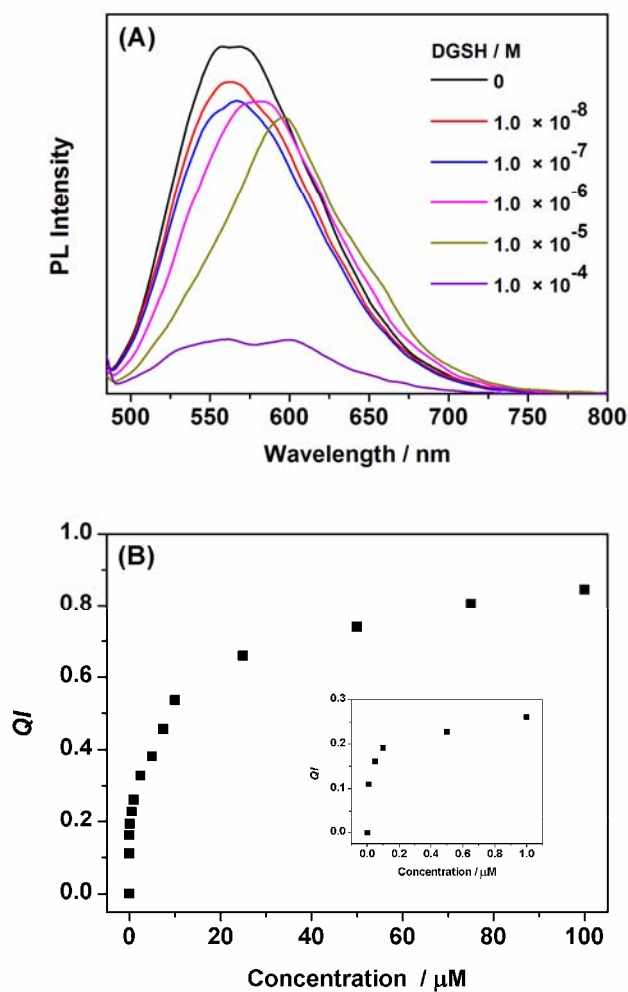 (A)
DGSH / M
0
1.0 × 10⁻⁸
1.0 × 10⁻⁷
1.0 × 10⁻⁶
1.0 × 10⁻⁵
1.0 × 10⁻⁴
PL Intensity
500 550 600 650 700 750 800
Wavelength / nm
(B)
1.0
0.8
0.6
0.4
0.2
0.0
QI
0.3
0.2
0.1
0.0
QI
0.0 0.2 0.4 0.6 0.8 1.0
Concentration / μM
0 20 40 60 80 100
Concentration / μM